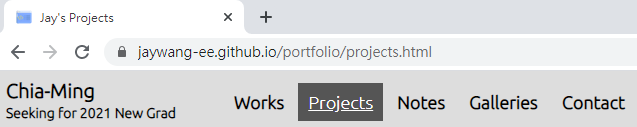 Jay's Projects
jaywang-ee.github.io/portfolio/projects.html
Chia-Ming
Seeking for 2021 New Grad
Works Projects Notes Galleries Contact